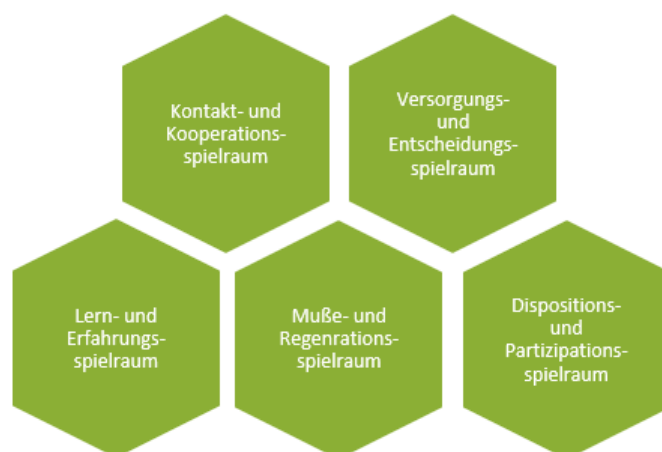 Kontakt- und
Kooperations-
spielraum
Versorgungs-
und
Entscheidungs-
spielraum
Lern- und
Erfahrungs-
spielraum
Muße- und
Regenrations-
spielraum
Dispositions-
und
Partizipations-
spielraum